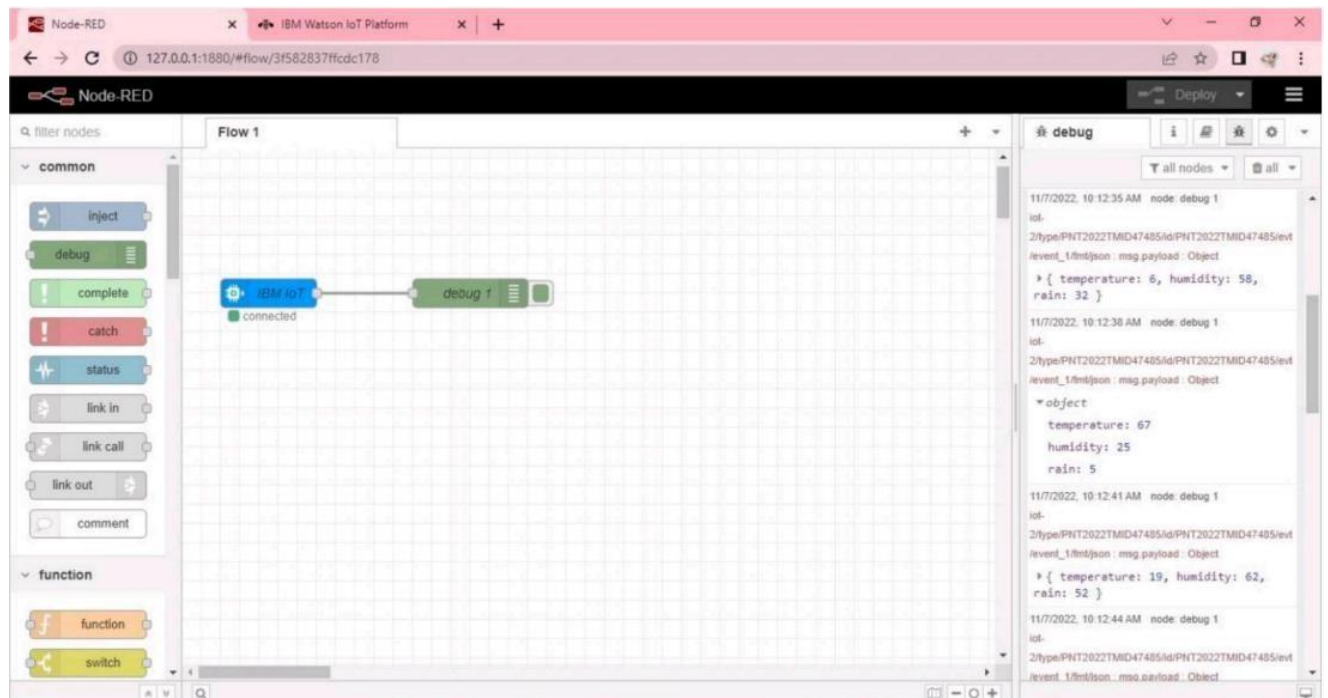 Node-RED
IBM Watson IoT Platform
127.0.0.1:1880/#flow/3f582837ffcdc178
Node-RED
Deploy
filter nodes
Flow 1
debug
i
common
all nodes
all
inject
debug
complete
catch
status
link in
link call
link out
comment
function
function
switch
IBM IoT
connected
debug 1
11/7/2022, 10:12:35 AM node: debug 1
iot-
2/type/PNT2022TMID47485/id/PNT2022TMID47485/evt
/event_1/fmt/json : msg.payload : Object
{ temperature: 6, humidity: 58,
rain: 32 }
11/7/2022, 10:12:38 AM node: debug 1
iot-
2/type/PNT2022TMID47485/id/PNT2022TMID47485/evt
/event_1/fmt/json : msg.payload : Object
object
temperature: 67
humidity: 25
rain: 5
11/7/2022, 10:12:41 AM node: debug 1
iot-
2/type/PNT2022TMID47485/id/PNT2022TMID47485/evt
/event_1/fmt/json : msg.payload : Object
{ temperature: 19, humidity: 62,
rain: 52 }
11/7/2022, 10:12:44 AM node: debug 1
iot-
2/type/PNT2022TMID47485/id/PNT2022TMID47485/evt
/event_1/fmt/json : msg.payload : Object